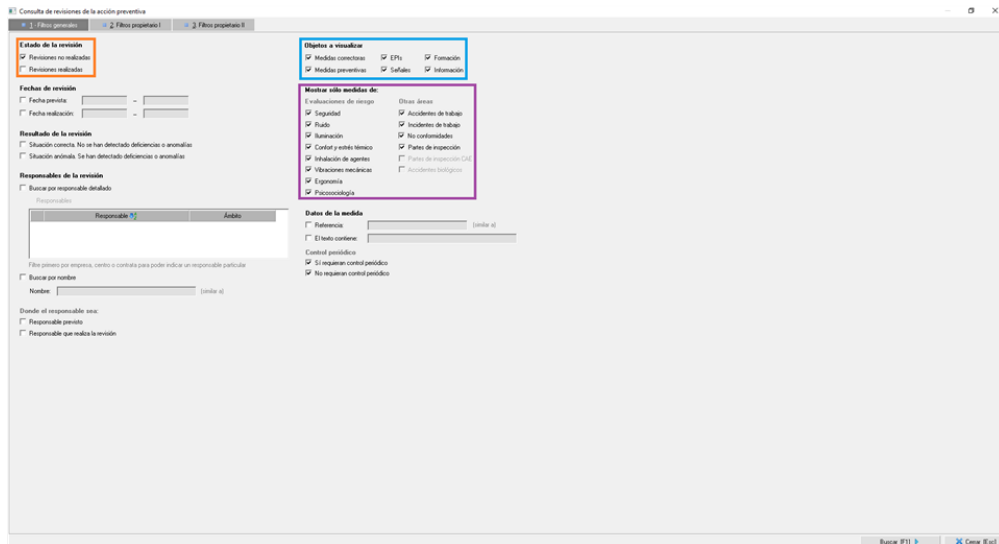 Consulta de revisiones de la acción preventiva
1 - Filtros generales
2. Filtros propietario I
3. Filtros propietario II
Estado de la revisión
Revisiones no realizadas
Revisiones realizadas
Fechas de revisión
Fecha prevista:
–
Fecha realización:
–
Resultado de la revisión
Situación correcta. No se han detectado deficiencias o anomalías
Situación anómala. Se han detectado deficiencias o anomalías
Responsables de la revisión
Buscar por responsable detallado
Responsables:
Responsable
Ámbito
Filtre primero por empresa, centro o contrata para poder indicar un responsable particular
Buscar por nombre
Nombre:
(similar a)
Donde el responsable sea:
Responsable previsto
Responsable que realiza la revisión
Objetos a visualizar
Medidas correctoras
EPIs
Formación
Medidas preventivas
Señales
Información
Mostrar sólo medidas de:
Evaluaciones de riesgo
Otras áreas
Seguridad
Accidentes de trabajo
Ruido
Incidentes de trabajo
Iluminación
No conformidades
Confort y estrés térmico
Partes de inspección
Inhalación de agentes
Partes de inspección CAE
Vibraciones mecánicas
Accidentes biológicos
Ergonomía
Psicosociología
Datos de la medida
Referencia:
(similar a)
El texto contiene:
Control periódico
Sí requieran control periódico
No requieran control periódico
Buscar [F1]
Cerrar [Esc]